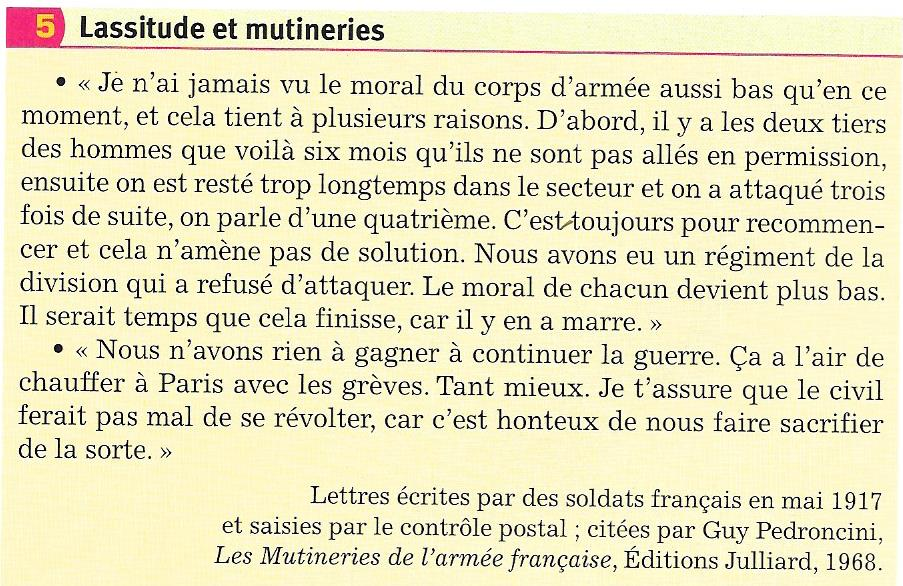 5 Lassitude et mutineries
• « Je n'ai jamais vu le moral du corps d'armée aussi bas qu'en ce
moment, et cela tient à plusieurs raisons. D'abord, il y a les deux tiers
des hommes que voilà six mois qu'ils ne sont pas allés en permission,
ensuite on est resté trop longtemps dans le secteur et on a attaqué trois
fois de suite, on parle d'une quatrième. C'est toujours pour recommen-
cer et cela n'amène pas de solution. Nous avons eu un régiment de la
division qui a refusé d'attaquer. Le moral de chacun devient plus bas.
Il serait temps que cela finisse, car il y en a marre. »
• « Nous n'avons rien à gagner à continuer la guerre. Ça a l'air de
chauffer à Paris avec les grèves. Tant mieux. Je t'assure que le civil
ferait pas mal de se révolter, car c'est honteux de nous faire sacrifier
de la sorte. »
Lettres écrites par des soldats français en mai 1917
et saisies par le contrôle postal ; citées par Guy Pedroncini,
Les Mutineries de l'armée française, Éditions Julliard, 1968.